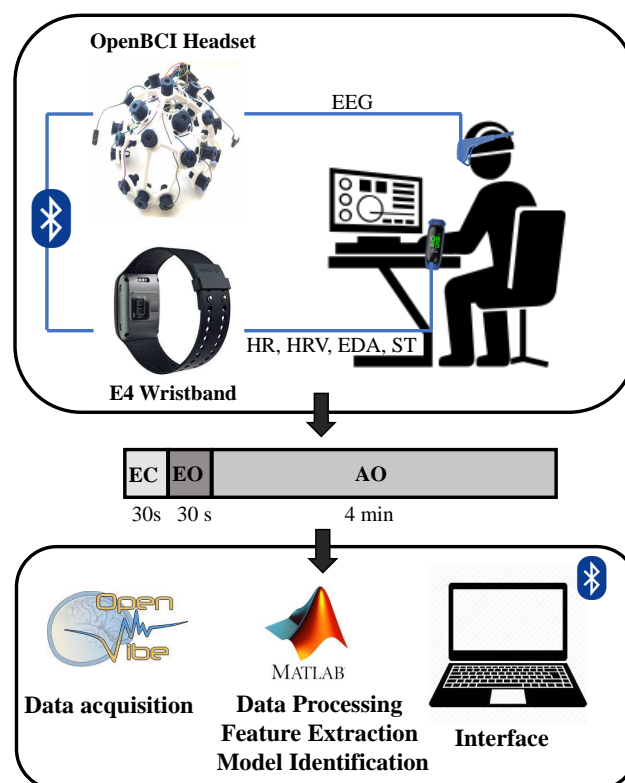 OpenBCI Headset
EEG
HR, HRV, EDA, ST
E4 Wristband
EC
EO
AO
30s
30 s
4 min
Open
Vibe
MATLAB
Data acquisition
Data Processing
Feature Extraction
Model Identification
Interface